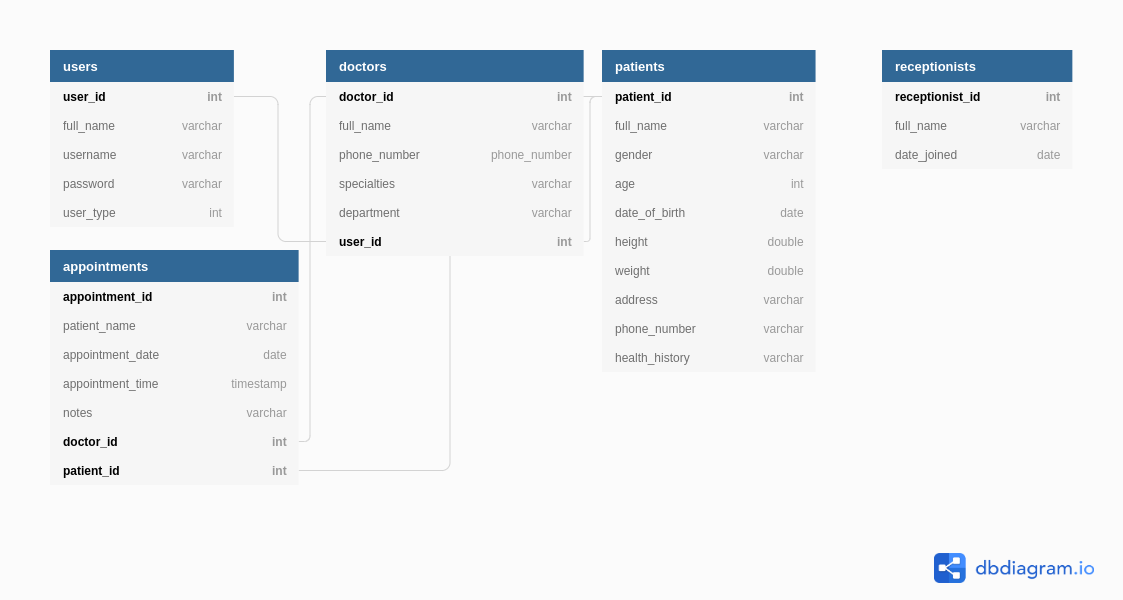 users
user_id int
full_name varchar
username varchar
password varchar
user_type int
doctors
doctor_id int
full_name varchar
phone_number phone_number
specialties varchar
department varchar
user_id int
patients
patient_id int
full_name varchar
gender varchar
age int
date_of_birth date
height double
weight double
address varchar
phone_number varchar
health_history varchar
receptionists
receptionist_id int
full_name varchar
date_joined date
appointments
appointment_id int
patient_name varchar
appointment_date date
appointment_time timestamp
notes varchar
doctor_id int
patient_id int
dbdiagram.io